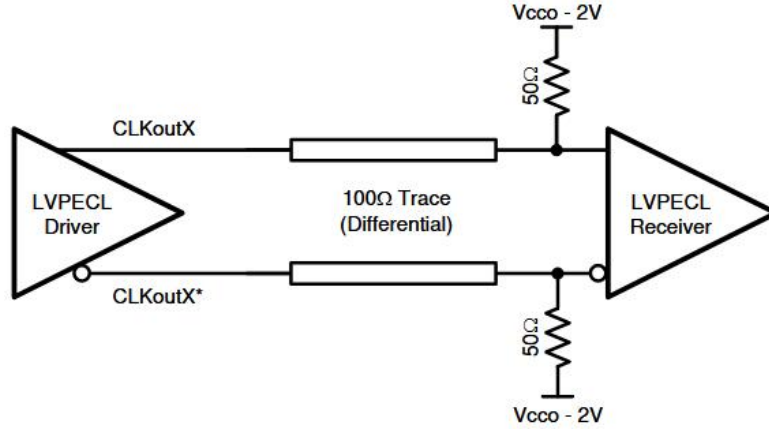 Vcco - 2V
50Ω
CLKoutX
LVPECL
Driver
100Ω Trace
(Differential)
LVPECL
Receiver
CLKoutX*
50Ω
Vcco - 2V